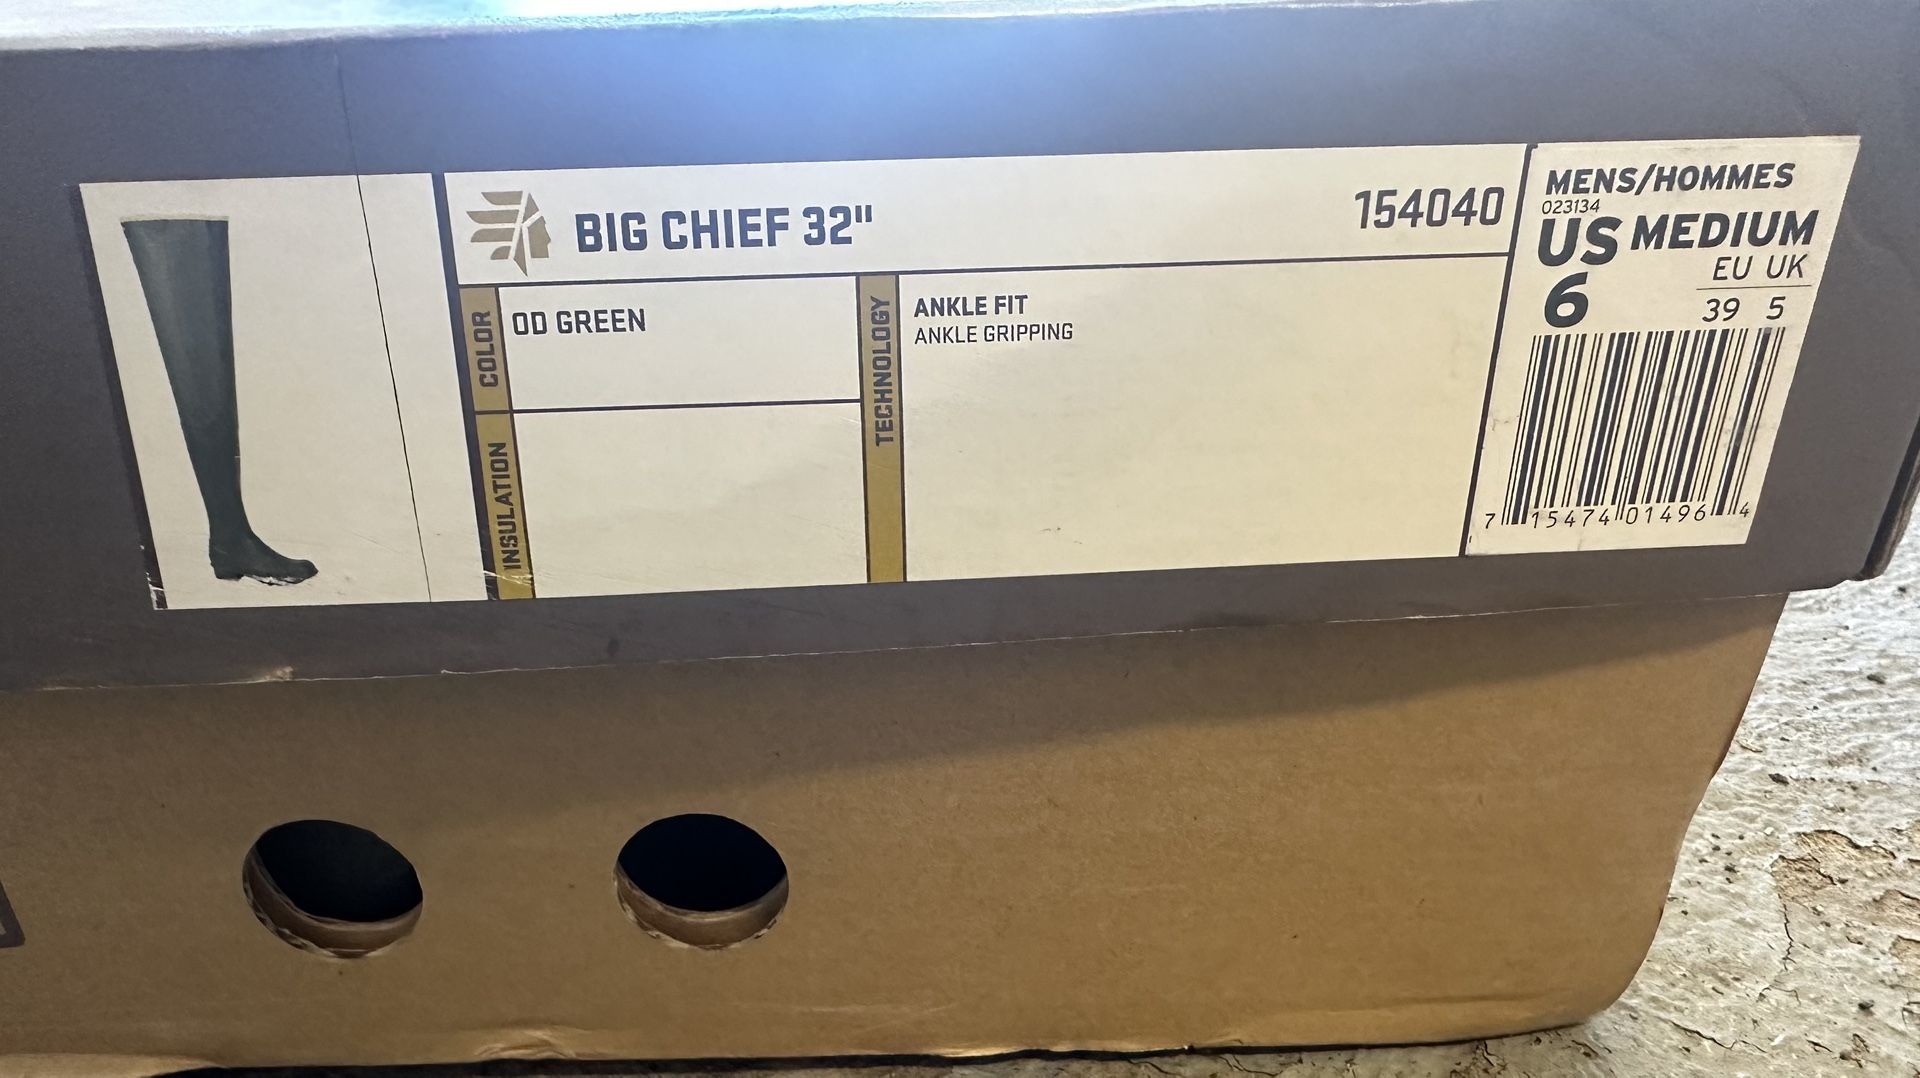 BIG CHIEF 32"
154040
COLOR
OD GREEN
INSULATION
TECHNOLOGY
ANKLE FIT
ANKLE GRIPPING
MENS/HOMMES
023134
US MEDIUM
6
EU UK
39 5
7 15474 01496 4